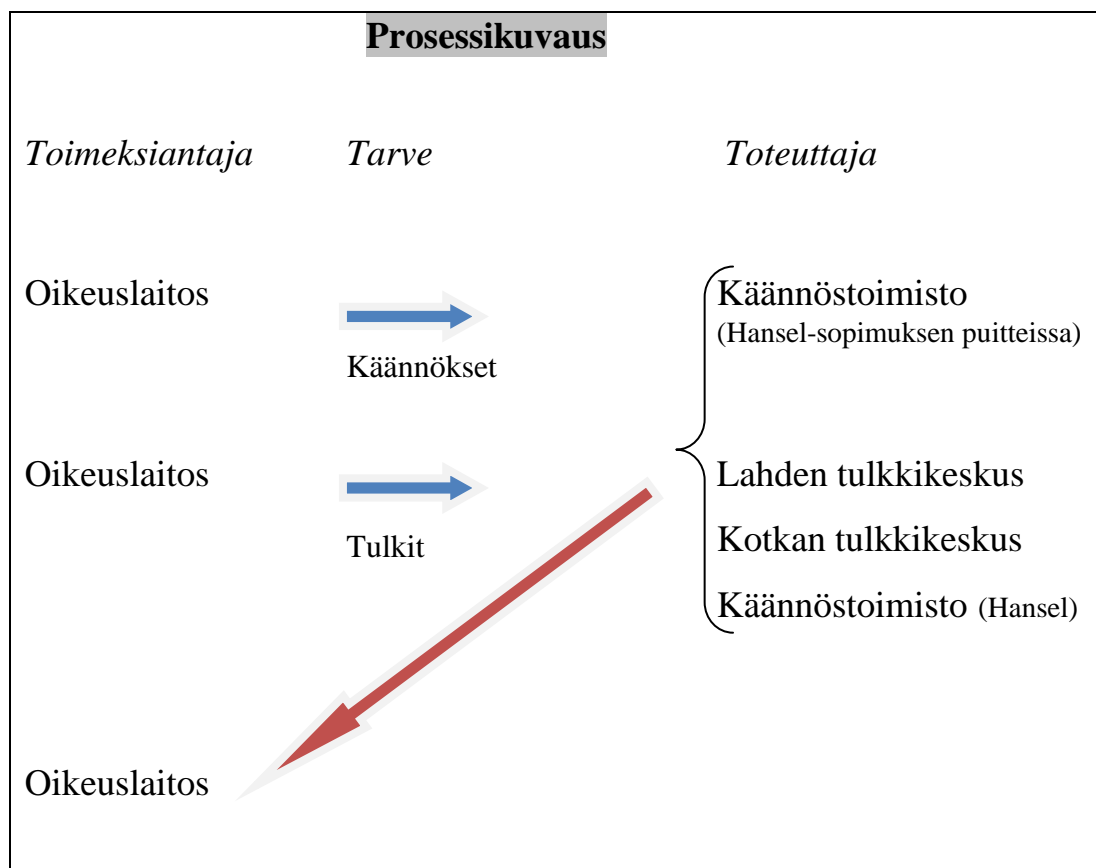 Prosessikuvaus
Toimeksiantaja Tarve Toteuttaja
Oikeuslaitos Käännöstoimisto
(Hansel-sopimuksen puitteissa)
Käännökset
Oikeuslaitos Lahden tulkkikeskus
Tulkit Kotkan tulkkikeskus
Käännöstoimisto (Hansel)
Oikeuslaitos